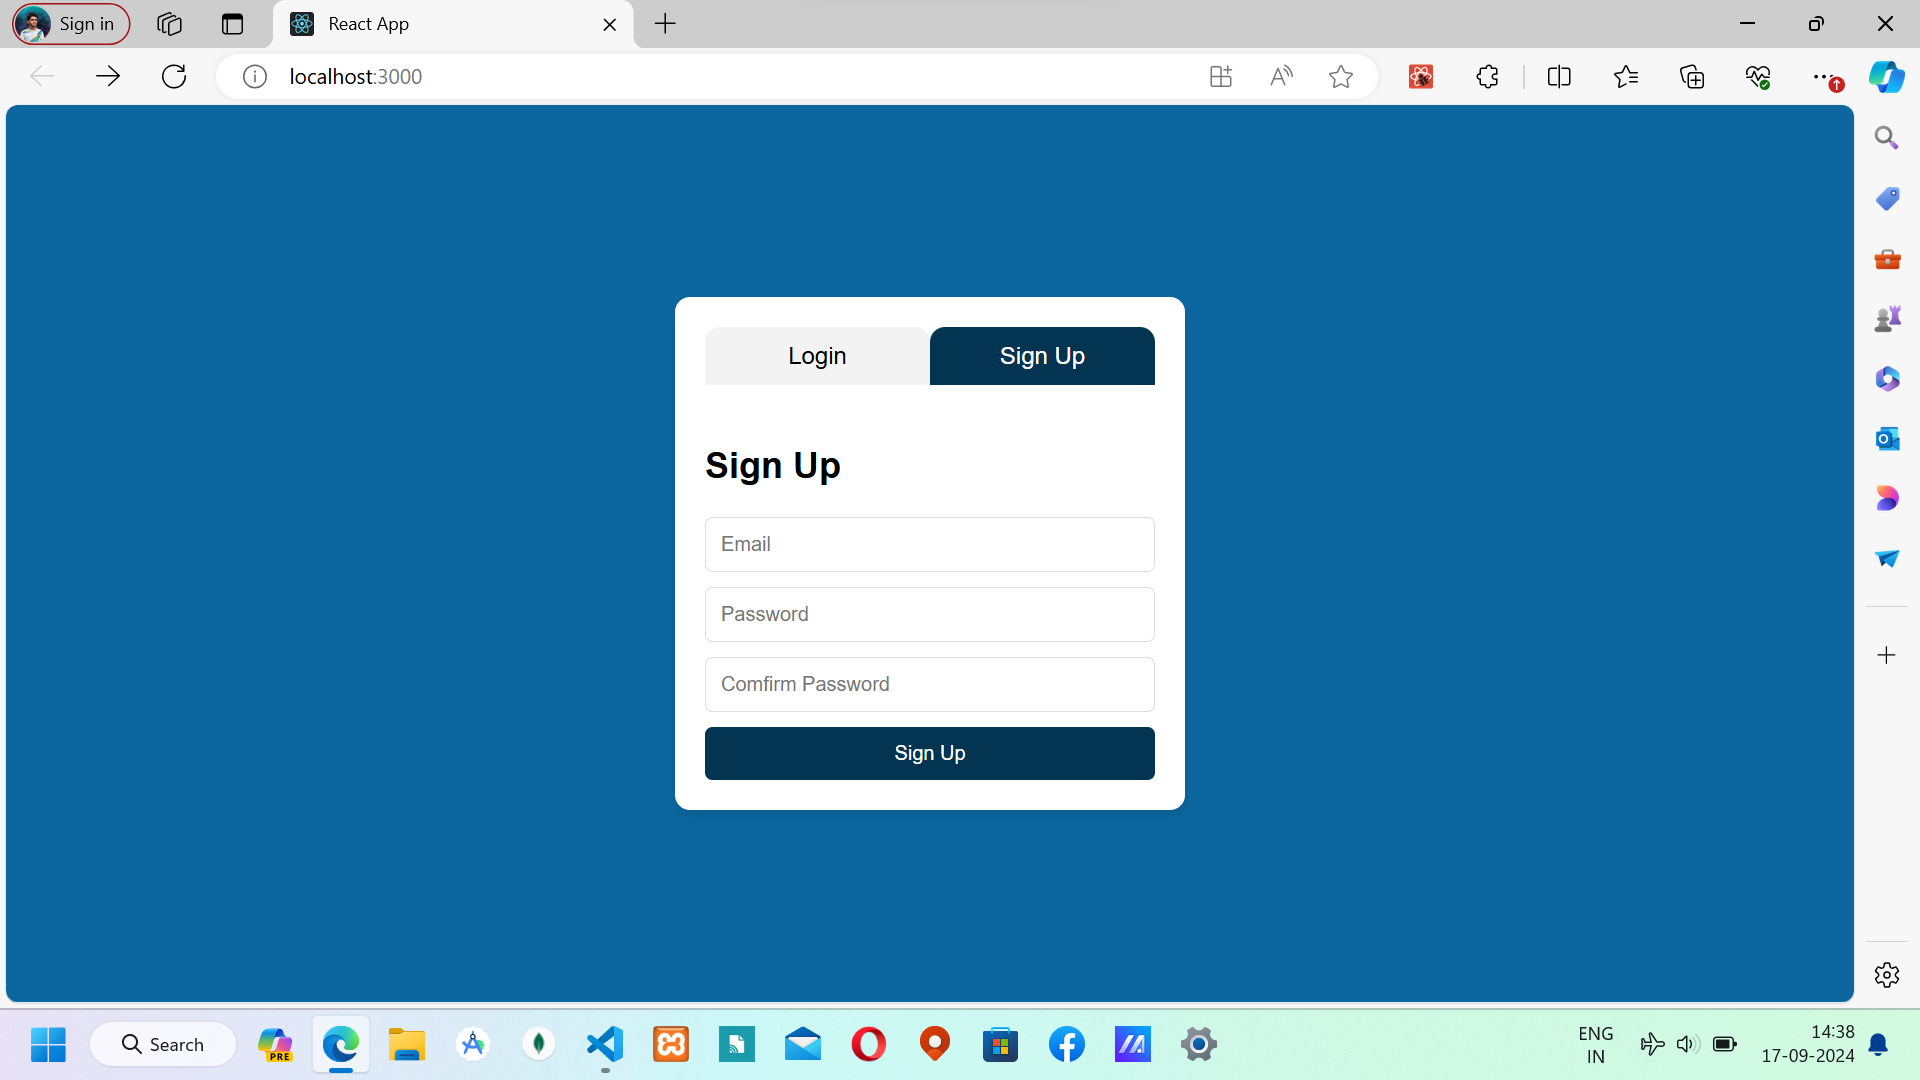 Sign in
React App
localhost:3000
Login
Sign Up
Sign Up
Email
Password
Comfirm Password
Sign Up
Search
PRE
ENG
IN
14:38
17-09-2024